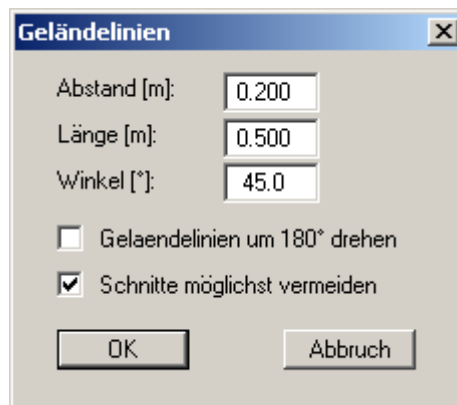 Geländelinien
Abstand [m]: 0.200
Länge [m]: 0.500
Winkel [°]: 45.0
Gelaendelinien um 180° drehen
Schnitte möglichst vermeiden
OK Abbruch